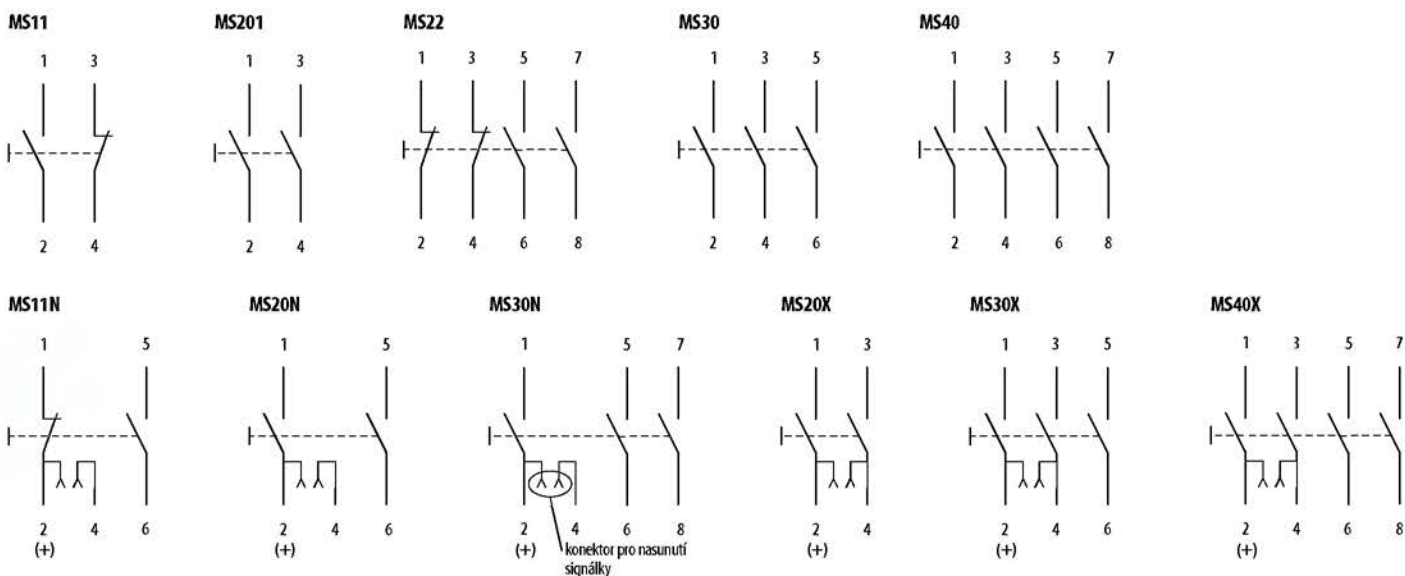 MS11 MS201 MS22 MS30 MS40
1 3 1 3 1 3 5 7 1 3 5 1 3 5 7
2 4 2 4 2 4 6 8 2 4 6 2 4 6 8
MS11N MS20N MS30N MS20X MS30X MS40X
1 5 1 5 1 5 7 1 3 1 3 5 1 3 5 7
2 4 6 2 4 6 2 4 6 8 2 4 2 4 6 2 4 6 8
(+) (+) (+) (+) (+) (+)
konektor pro nasunutí
signálky